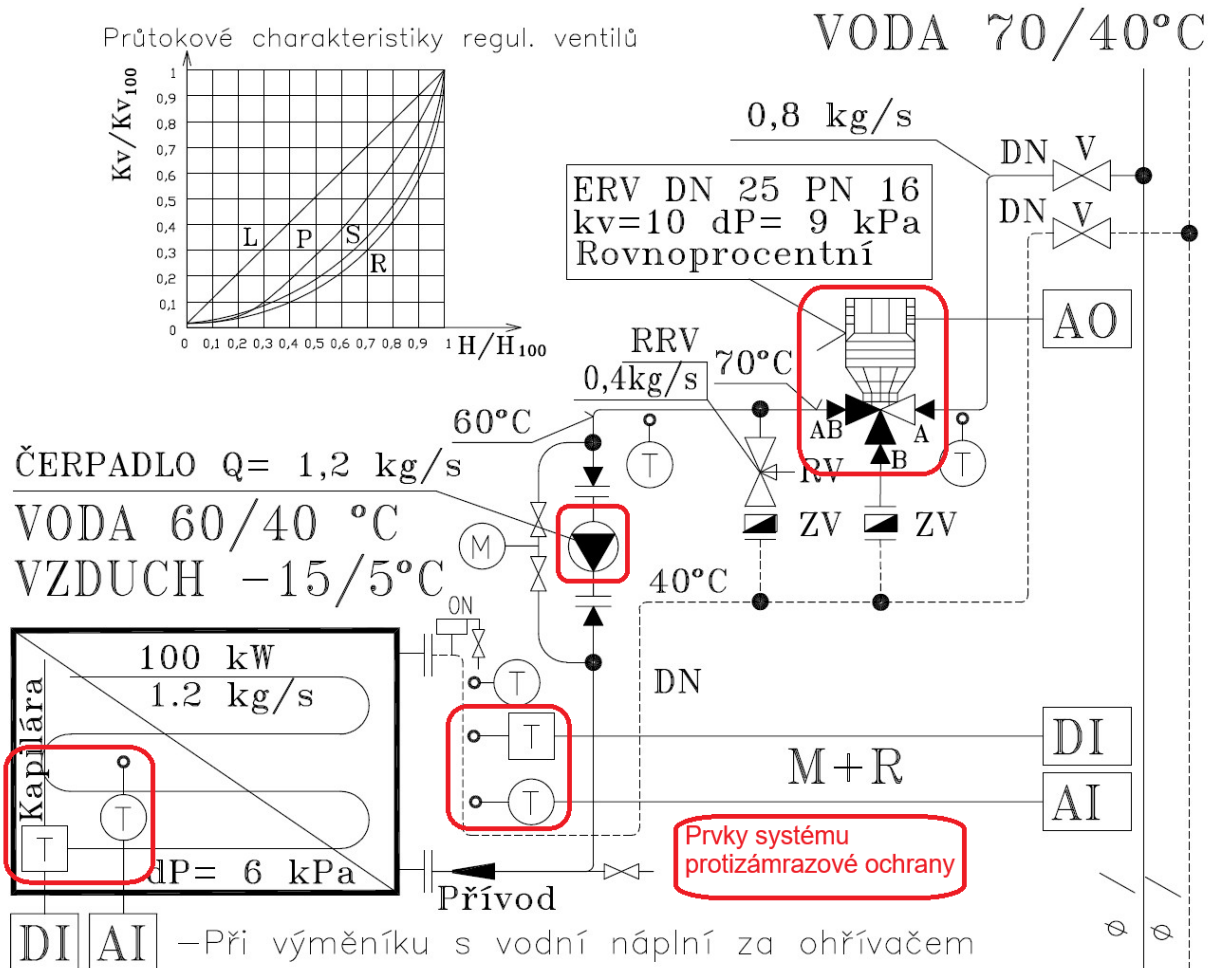 Průtokové charakteristiky regul. ventilů
Kv/Kv100
1
0,9
0,8
0,7
0,6
0,5
0,4
0,3
0,2
0,1
0
L
P
S
R
0 0,1 0,2 0,3 0,4 0,5 0,6 0,7 0,8 0,9 1 H/H100
VODA 70/40°C
0,8 kg/s
DN V
DN V
ERV DN 25 PN 16
kv=10 dP= 9 kPa
Rovnoprocentní
AO
RRV
0,4kg/s
70°C
60°C
AB
A
B
T
T
RV
ZV
ZV
ČERPADLO Q= 1,2 kg/s
VODA 60/40 °C
VZDUCH -15/5°C
M
40°C
ON
DN
100 kW
1.2 kg/s
Kapilára
T
T
dP= 6 kPa
T
T
T
DI
M+R
AI
Prvky systému
protizámrazové ochrany
Přívod
DI AI -Při výměníku s vodní náplní za ohřívačem
ø /
ø /